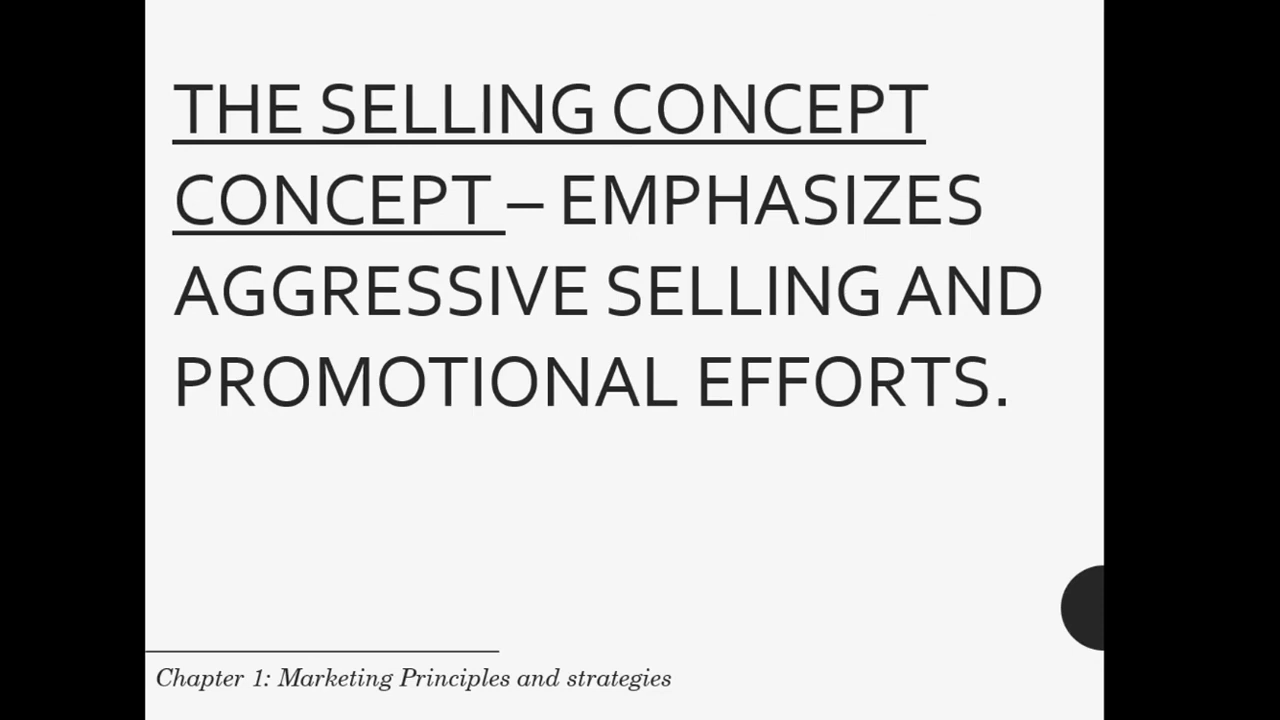 THE SELLING CONCEPT
CONCEPT – EMPHASIZES
AGGRESSIVE SELLING AND
PROMOTIONAL EFFORTS.
Chapter 1: Marketing Principles and strategies